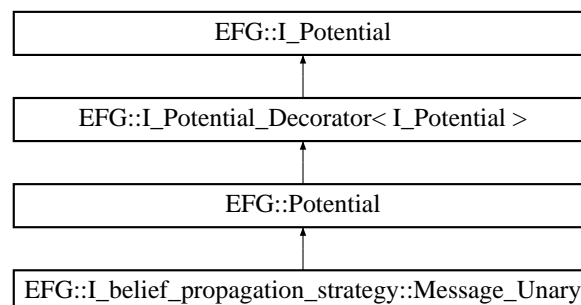 EFG::I_Potential
EFG::I_Potential_Decorator< I_Potential >
EFG::Potential
EFG::I_belief_propagation_strategy::Message_Unary